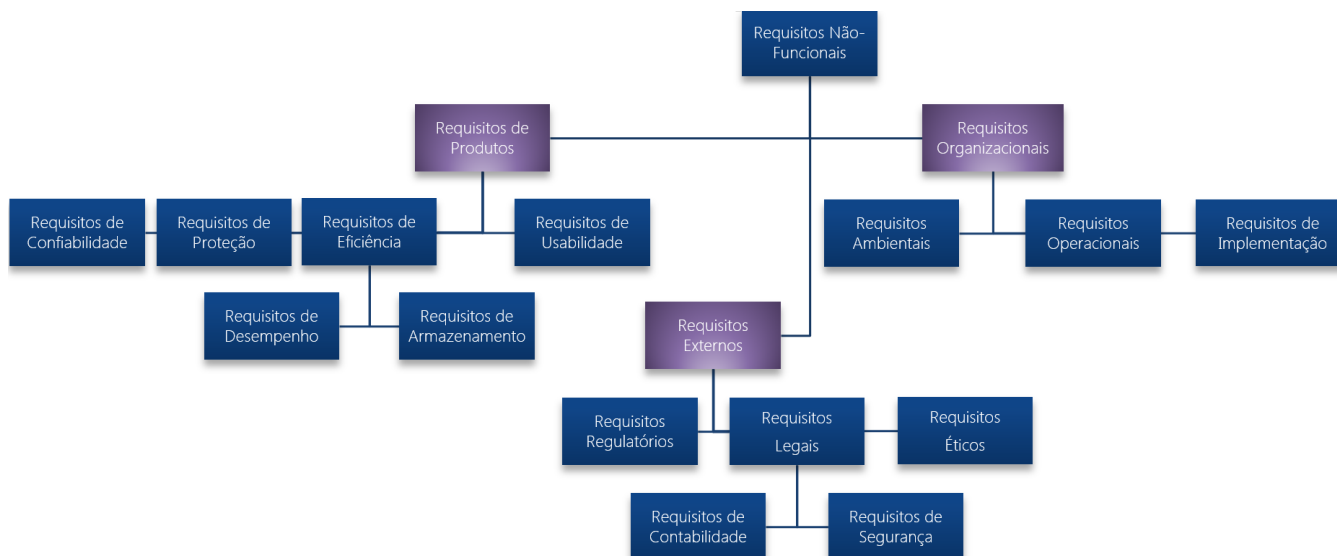 Requisitos Não-
Funcionais
Requisitos de
Produtos
Requisitos
Organizacionais
Requisitos de
Confiabilidade
Requisitos de
Proteção
Requisitos de
Eficiência
Requisitos de
Usabilidade
Requisitos
Ambientais
Requisitos
Operacionais
Requisitos de
Implementação
Requisitos de
Desempenho
Requisitos de
Armazenamento
Requisitos
Externos
Requisitos
Regulatórios
Requisitos
Legais
Requisitos
Éticos
Requisitos de
Contabilidade
Requisitos de
Segurança